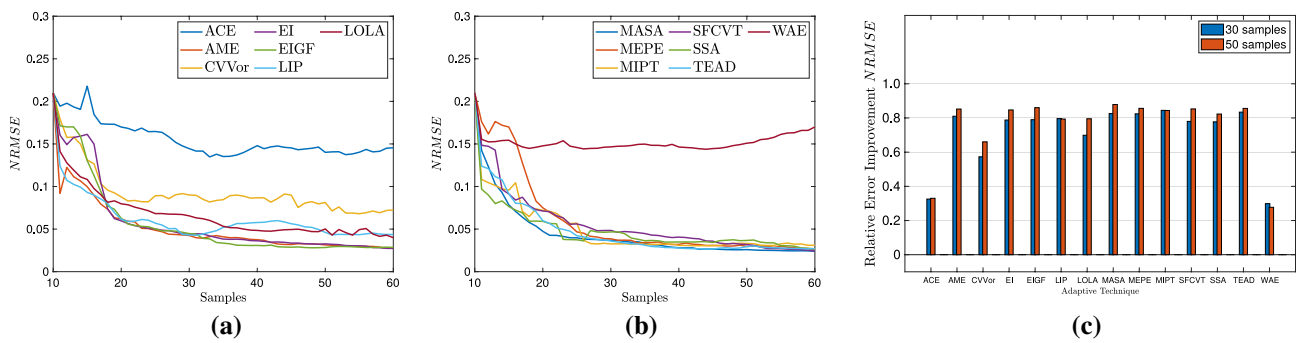 0,3
0,25
0,2
0,15
0,1
0,05
0
NRMSE
10 20 30 40 50 60
Samples
ACE EI LOLA
AME EIGF
CVVor LIP
(a)
0,3
0,25
0,2
0,15
0,1
0,05
0
NRMSE
10 20 30 40 50 60
Samples
MASA SFCVT WAE
MEPE SSA
MIPT TEAD
(b)
Relative Error Improvement NRMSE
30 samples
50 samples
1.0
0.8
0.6
0.4
0.2
0
ACE AME CVVor EI EIGF LIP LOLA MASA MEPE MIPT SFCVT SSA TEAD WAE
Adaptive Technique
(c)